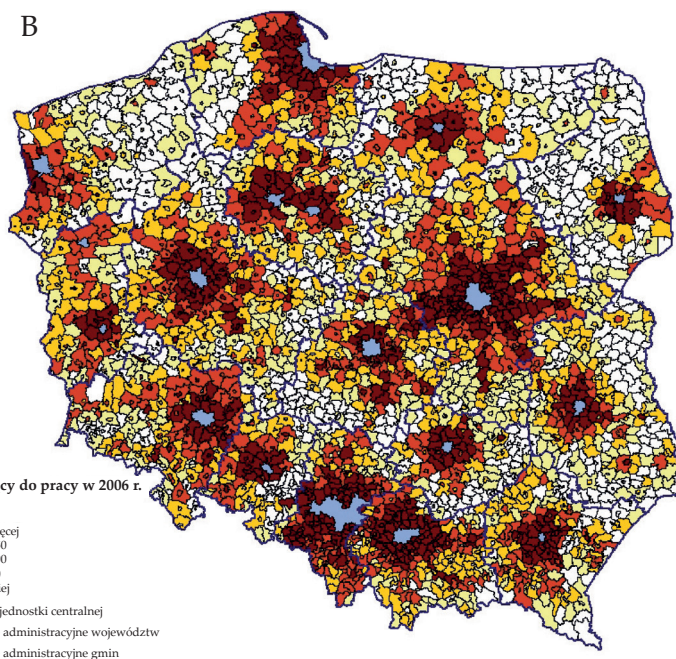 B
cy do pracy w 2006 r.
ęcej
0
0
ej
jednostki centralnej
administracyjne województw
administracyjne gmin